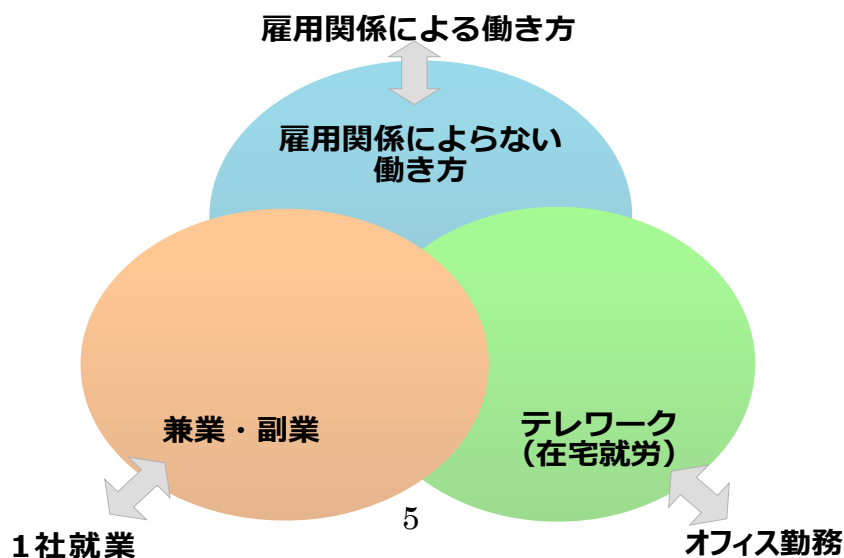 雇用関係による働き方
雇用関係によらない
働き方
兼業・副業
テレワーク
（在宅就労）
5
1社就業
オフィス勤務